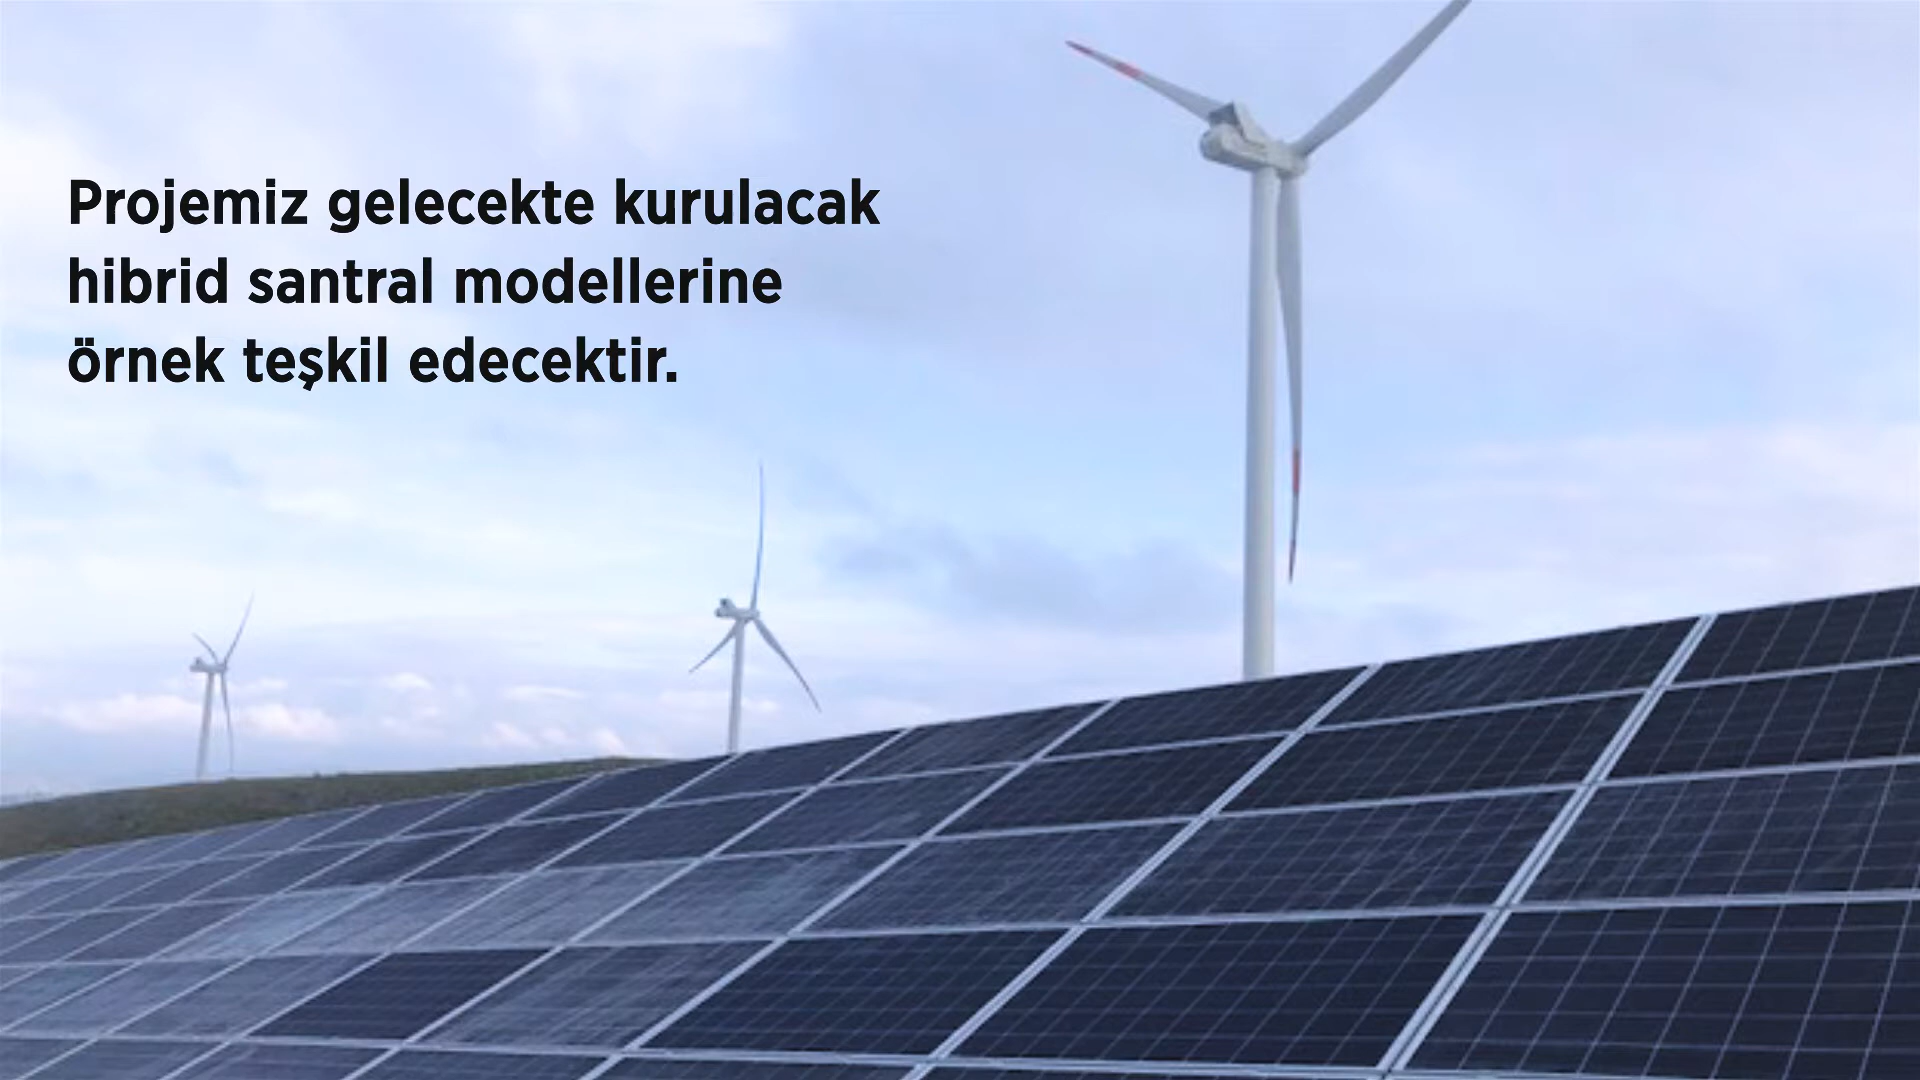 Projemiz gelecekte kurulacak
hibrid santral modellerine
örnek teşkil edecektir.